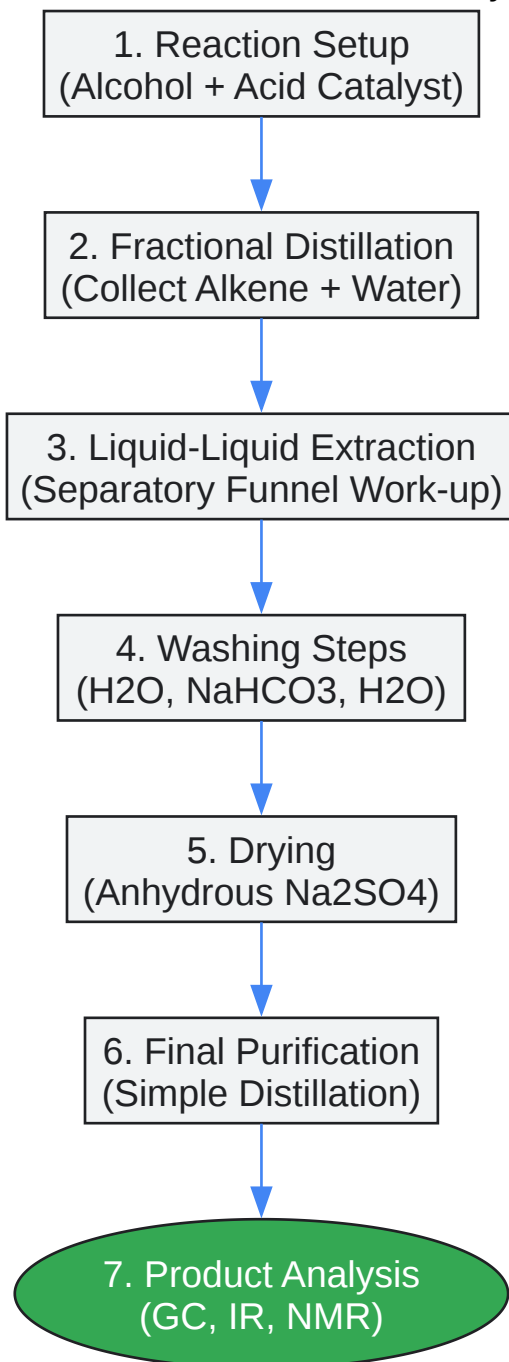 1. Reaction Setup
(Alcohol + Acid Catalyst)
2. Fractional Distillation
(Collect Alkene + Water)
3. Liquid-Liquid Extraction
(Separatory Funnel Work-up)
4. Washing Steps
(H2O, NaHCO3, H2O)
5. Drying
(Anhydrous Na2SO4)
6. Final Purification
(Simple Distillation)
7. Product Analysis
(GC, IR, NMR)